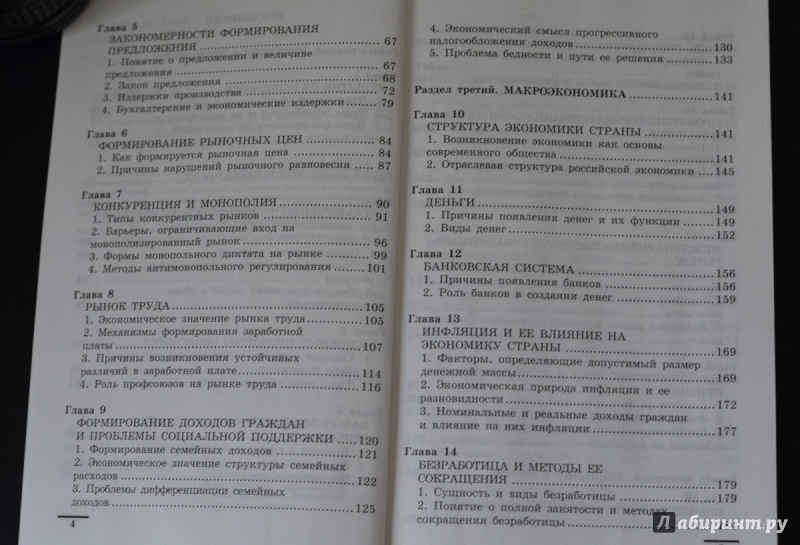 Глава 5
ЗАКОНОМЕРНОСТИ ФОРМИРОВАНИЯ
ПРЕДЛОЖЕНИЯ 67
1. Понятие о предложении и величине
предложения 67
2. Закон предложения 68
3. Издержки производства 72
4. Бухгалтерские и экономические издержки 79
Глава 6
ФОРМИРОВАНИЕ РЫНОЧНЫХ ЦЕН 84
1. Как формируется рыночная цена 84
2. Причины нарушений рыночного равновесия 87
Глава 7
КОНКУРЕНЦИЯ И МОНОПОЛИЯ 90
1. Типы конкурентных рынков 91
2. Барьеры, ограничивающие вход на
монополизированный рынок 96
3. Формы монопольного диктата на рынке 99
4. Методы антимонопольного регулирования 101
Глава 8
РЫНОК ТРУДА 105
1. Экономическое значение рынка труда 105
2. Механизмы формирования заработной
платы 107
3. Причины возникновения устойчивых
различий в заработной плате 114
4. Роль профсоюзов на рынке труда 116
Глава 9
ФОРМИРОВАНИЕ ДОХОДОВ ГРАЖДАН
И ПРОБЛЕМЫ СОЦИАЛЬНОЙ ПОДДЕРЖКИ 120
1. Формирование семейных доходов 121
2. Экономическое значение структуры семейных
расходов 122
3. Проблемы дифференциации семейных
доходов 125
4
4. Экономический смысл прогрессивного
налогообложения доходов 130
5. Проблема бедности и пути ее решения 133
Раздел третий. МАКРОЭКОНОМИКА 141
Глава 10
СТРУКТУРА ЭКОНОМИКИ СТРАНЫ 141
1. Возникновение экономики как основы
современного общества 141
2. Отраслевая структура российской экономики 145
Глава 11
ДЕНЬГИ 149
1. Причины появления денег и их функции 149
2. Виды денег 152
Глава 12
БАНКОВСКАЯ СИСТЕМА 156
1. Причины появления банков 156
2. Роль банков в создании денег 159
Глава 13
ИНФЛЯЦИЯ И ЕЕ ВЛИЯНИЕ НА
ЭКОНОМИКУ СТРАНЫ 169
1. Факторы, определяющие допустимый размер
денежной массы 169
2. Экономическая природа инфляции и ее
разновидности 172
3. Номинальные и реальные доходы граждан
и влияние на них инфляции 177
Глава 14
БЕЗРАБОТИЦА И МЕТОДЫ ЕЕ
СОКРАЩЕНИЯ 179
1. Сущность и виды безработицы 179
2. Понятие о полной занятости и методах
сокращения безработицы
Лабиринт.ру